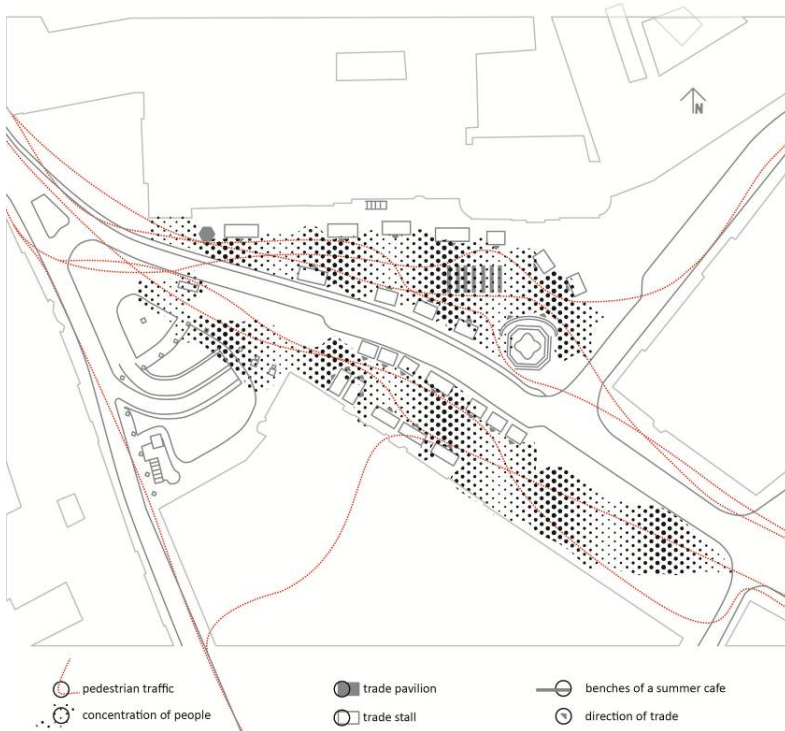 N
pedestrian traffic
trade pavilion
benches of a summer cafe
concentration of people
trade stall
direction of trade